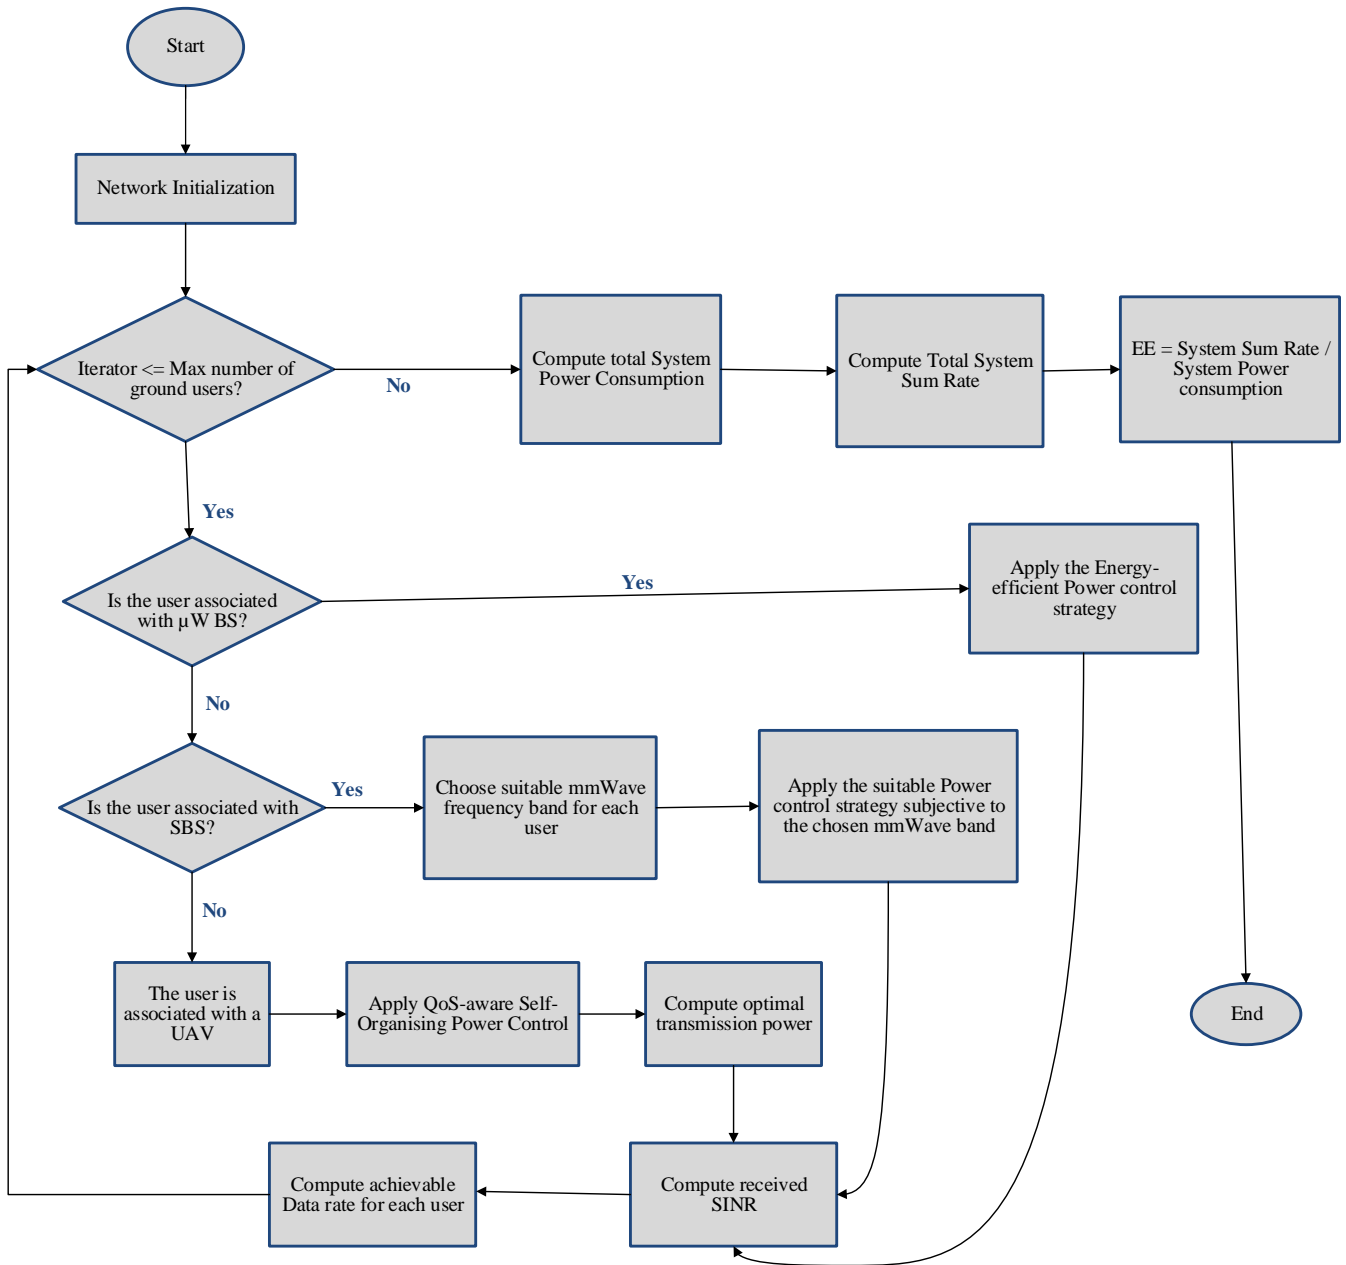 Start
Network Initialization
Iterator <= Max number of
ground users?
No
Compute total System
Power Consumption
Compute Total System
Sum Rate
EE = System Sum Rate /
System Power
consumption
Yes
Is the user associated
with µW BS?
Yes
Apply the Energy-
efficient Power control
strategy
No
Is the user associated with
SBS?
Yes
Choose suitable mmWave
frequency band for each
user
Apply the suitable Power
control strategy subjective to
the chosen mmWave band
No
The user is
associated with a
UAV
Apply QoS-aware Self-
Organising Power Control
Compute optimal
transmission power
End
Compute achievable
Data rate for each user
Compute received
SINR